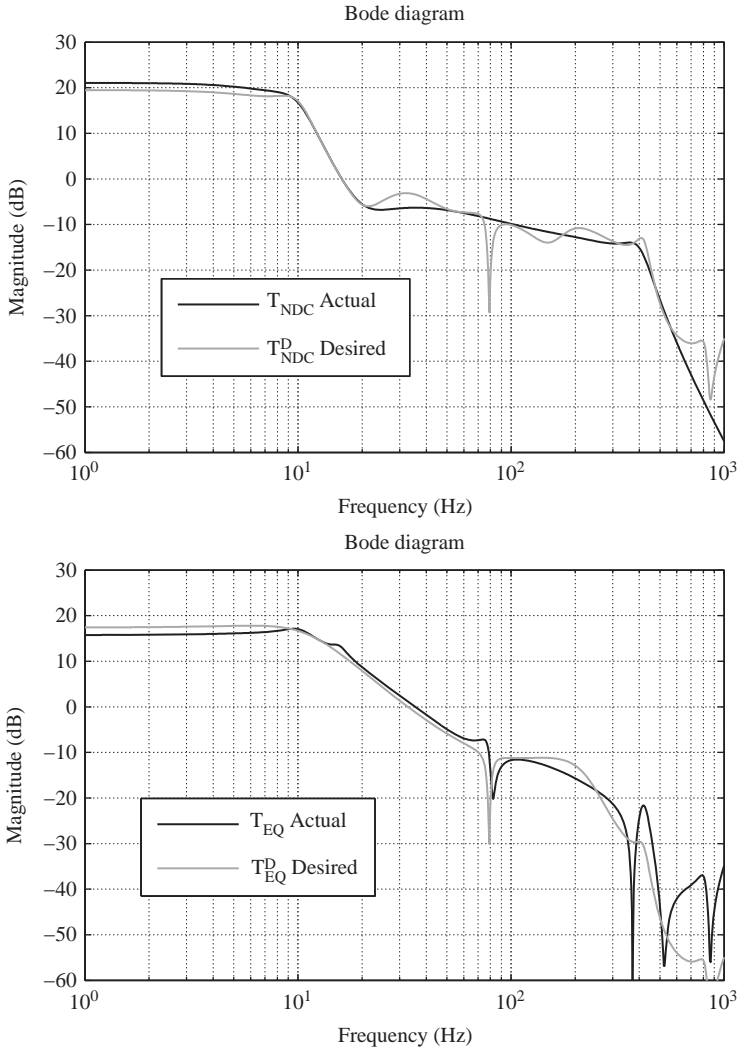 Bode diagram
30
20
10
0
−10
−20
−30
−40
−50
−60
Magnitude (dB)
T_NDC Actual
T^D_NDC Desired
10^0
10^1
10^2
10^3
Frequency (Hz)
Bode diagram
30
20
10
0
−10
−20
−30
−40
−50
−60
Magnitude (dB)
T_EQ Actual
T^D_EQ Desired
10^0
10^1
10^2
10^3
Frequency (Hz)